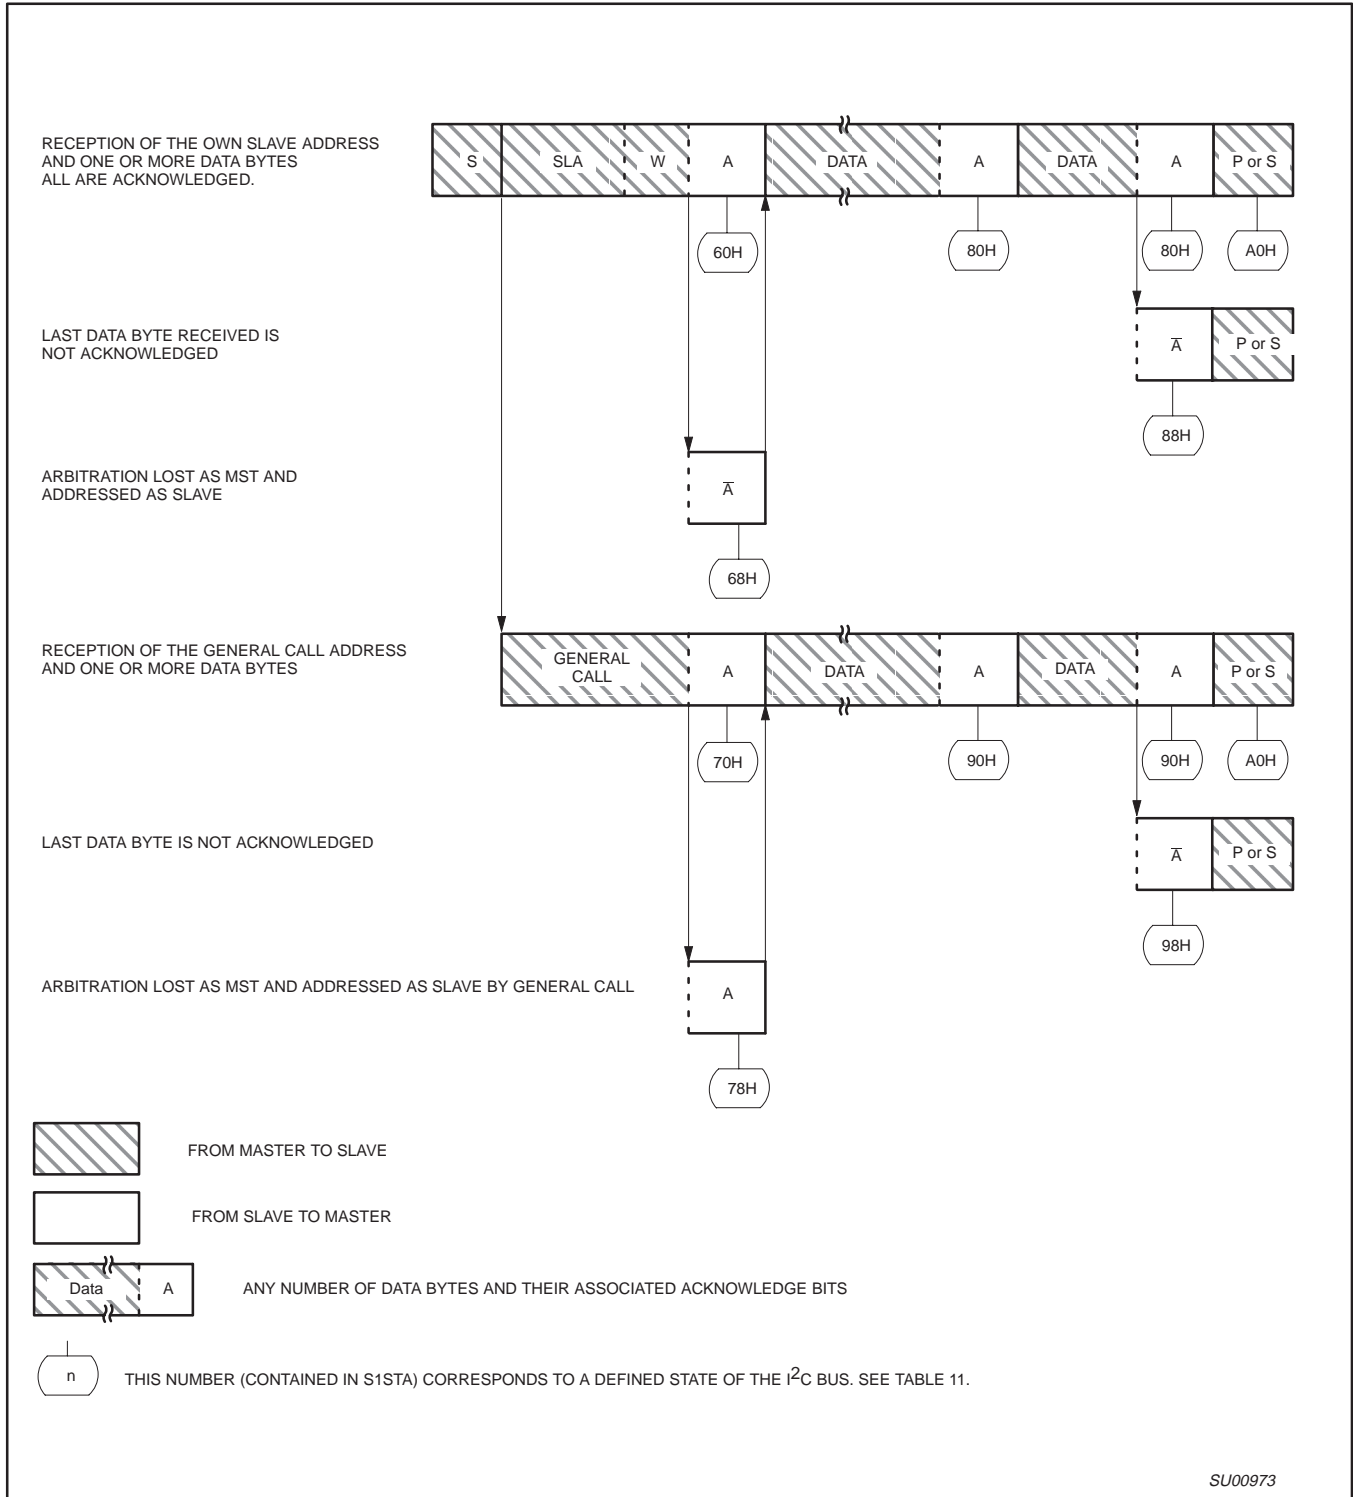 RECEPTION OF THE OWN SLAVE ADDRESS
AND ONE OR MORE DATA BYTES
ALL ARE ACKNOWLEDGED.
S SLA W A DATA A DATA A P or S
60H 80H 80H A0H
LAST DATA BYTE RECEIVED IS
NOT ACKNOWLEDGED
A̅ P or S
88H
ARBITRATION LOST AS MST AND
ADDRESSED AS SLAVE
A̅
68H
RECEPTION OF THE GENERAL CALL ADDRESS
AND ONE OR MORE DATA BYTES
GENERAL
CALL
A DATA A DATA A P or S
70H 90H 90H A0H
LAST DATA BYTE IS NOT ACKNOWLEDGED
A̅ P or S
98H
ARBITRATION LOST AS MST AND ADDRESSED AS SLAVE BY GENERAL CALL
A
78H
FROM MASTER TO SLAVE
FROM SLAVE TO MASTER
Data A
ANY NUMBER OF DATA BYTES AND THEIR ASSOCIATED ACKNOWLEDGE BITS
n
THIS NUMBER (CONTAINED IN S1STA) CORRESPONDS TO A DEFINED STATE OF THE I²C BUS. SEE TABLE 11.
SU00973